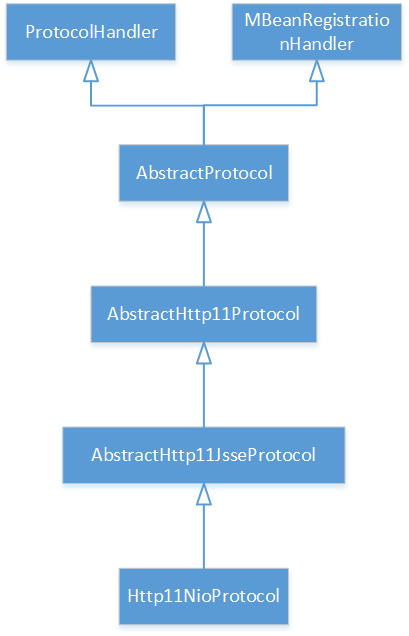 ProtocolHandler
MBeanRegistratio
nHandler
AbstractProtocol
AbstractHttp11Protocol
AbstractHttp11JsseProtocol
Http11NioProtocol